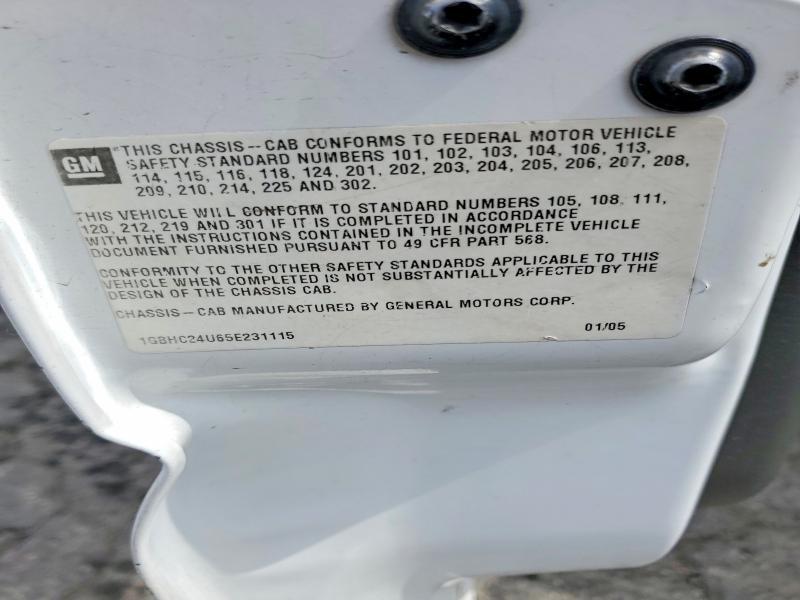 GM
"THIS CHASSIS--CAB CONFORMS TO FEDERAL MOTOR VEHICLE
SAFETY STANDARD NUMBERS 101, 102, 103, 104, 106, 113,
114, 115, 116, 118, 124, 201, 202, 203, 204, 205, 206, 207, 208,
209, 210, 214, 225 AND 302.
THIS VEHICLE WILL CONFORM TO STANDARD NUMBERS 105, 108, 111,
120, 212, 219 AND 301 IF IT IS COMPLETED IN ACCORDANCE
WITH THE INSTRUCTIONS CONTAINED IN THE INCOMPLETE VEHICLE
DOCUMENT FURNISHED PURSUANT TO 49 CFR PART 568.
CONFORMITY TO THE OTHER SAFETY STANDARDS APPLICABLE TO THIS
VEHICLE WHEN COMPLETED IS NOT SUBSTANTIALLY AFFECTED BY THE
DESIGN OF THE CHASSIS CAB.
CHASSIS--CAB MANUFACTURED BY GENERAL MOTORS CORP.
1GBHC24U65E231115
01/05